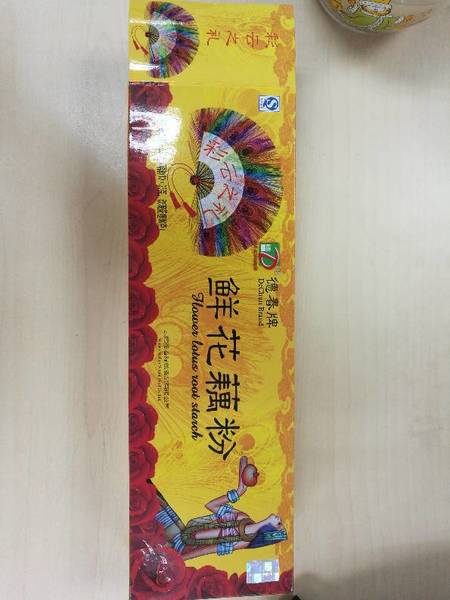 彩云之礼
彩云之礼
德春牌
DeChun Brand
鲜花藕粉
Flower lotus root starch